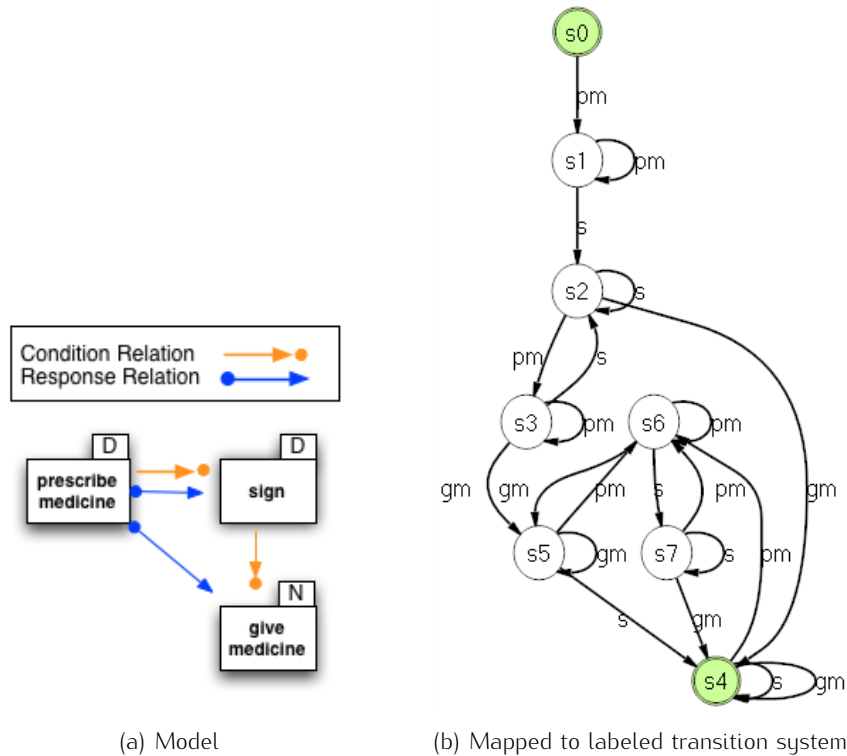 s0
pm
s1
pm
s
s2
s
pm
s
s3
pm
s6
pm
gm
gm
pm
s
pm
gm
s5
gm
s7
s
pm
s
gm
s4
s
gm
Condition Relation
Response Relation
D
prescribe
medicine
D
sign
N
give
medicine
(a) Model
(b) Mapped to labeled transition system